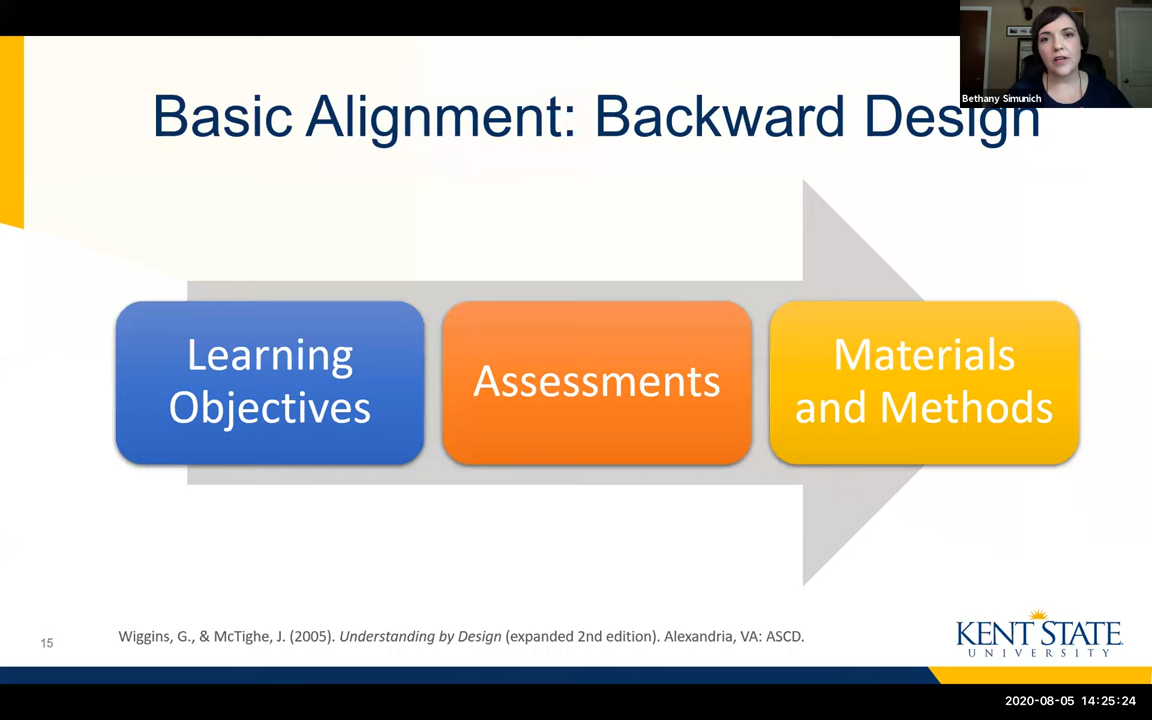 Bethany Simunich
Basic Alignment: Backward Design
Learning
Objectives
Assessments
Materials
and Methods
15
Wiggins, G., & McTighe, J. (2005). Understanding by Design (expanded 2nd edition). Alexandria, VA: ASCD.
KENT STATE
UNIVERSITY
2020-08-05 14:25:24